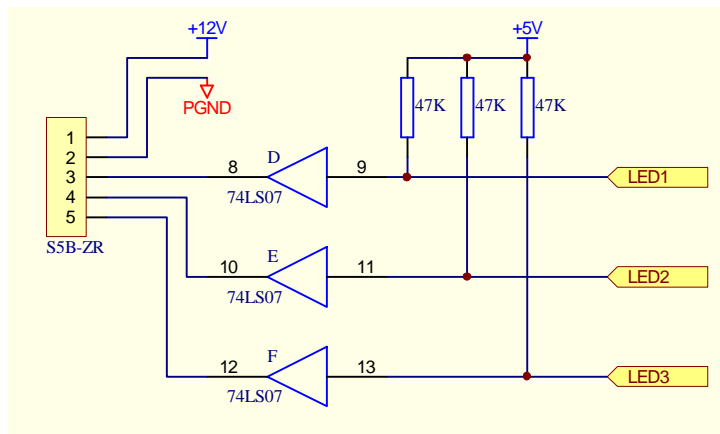 +12V
+5V
PGND
47K
47K
47K
1
2
3
4
5
S5B-ZR
8
D
9
74LS07
LED1
10
E
11
74LS07
LED2
12
F
13
74LS07
LED3